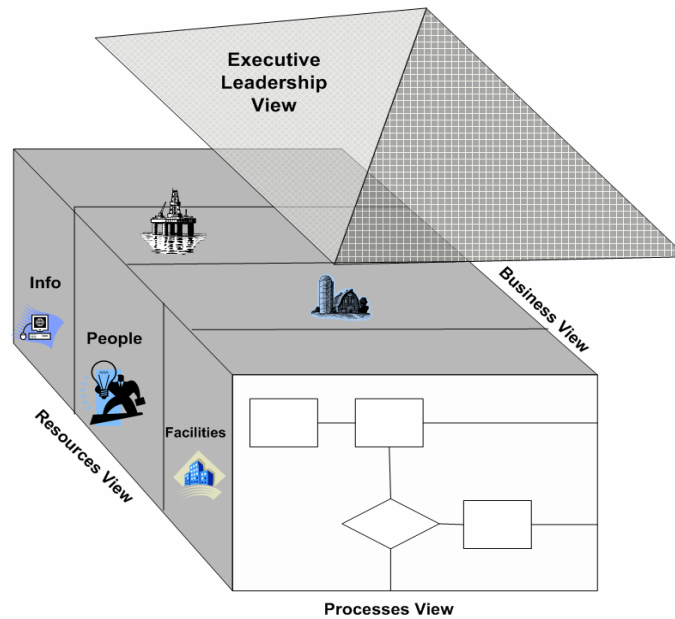 Executive
Leadership
View
Info
People
Facilities
Resources View
Business View
Processes View